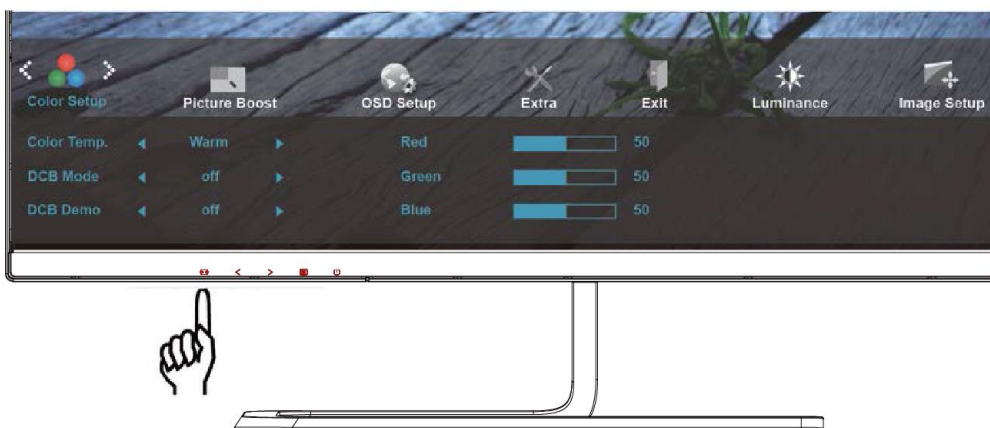 Color Setup Picture Boost OSD Setup Extra Exit Luminance Image Setup
Color Temp. Warm Red 50
DCB Mode off Green 50
DCB Demo off Blue 50